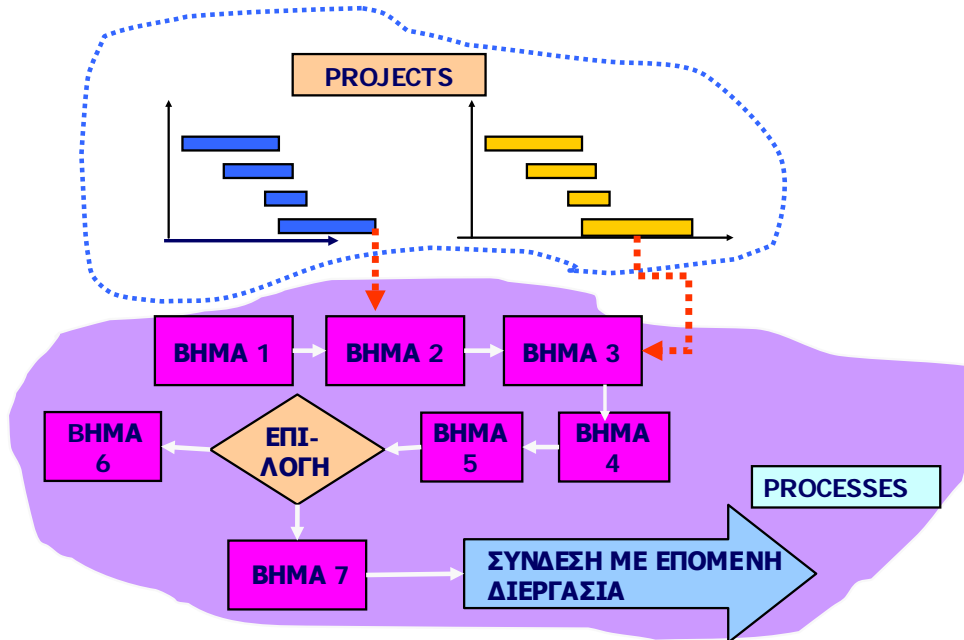 PROJECTS
ΒΗΜΑ 1
ΒΗΜΑ 2
ΒΗΜΑ 3
ΒΗΜΑ
6
ΕΠΙ-
ΛΟΓΗ
ΒΗΜΑ
5
ΒΗΜΑ
4
PROCESSES
ΒΗΜΑ 7
ΣΥΝΔΕΣΗ ΜΕ ΕΠΟΜΕΝΗ
ΔΙΕΡΓΑΣΙΑ